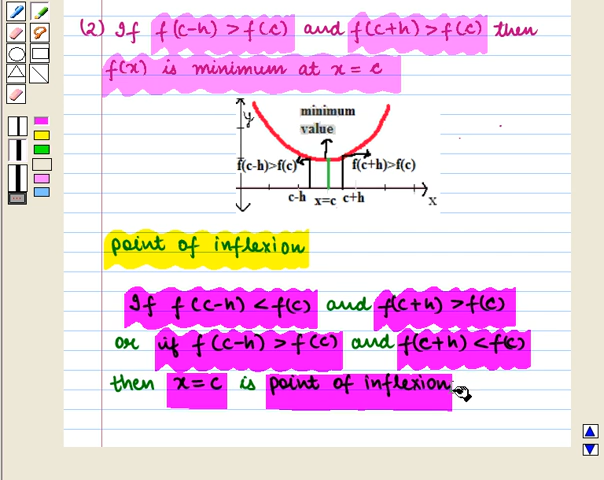 (2) If f(c-h) > f(c) and f(c+h) > f(c) then
f(x) is minimum at x = c
y
minimum
value
f(c-h)>f(c) f(c+h)>f(c)
c-h x=c c+h x
point of inflexion
If f(c-h) < f(c) and f(c+h) > f(c)
or if f(c-h) > f(c) and f(c+h) < f(c)
then x = c is point of inflexion